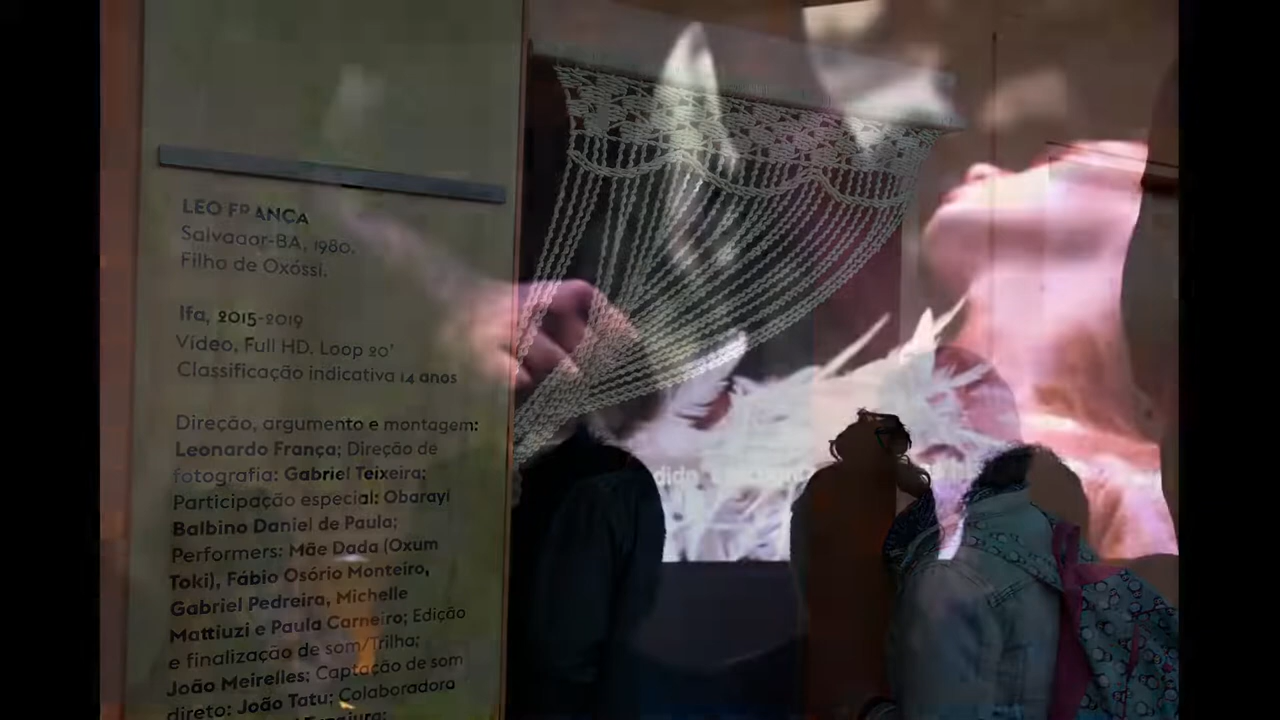 LEO FRANÇA
Salvador-BA, 1980.
Filho de Oxóssi.
Ifa, 2015-2019
Vídeo, Full HD. Loop 20'
Classificação indicativa 14 anos
Direção, argumento e montagem:
Leonardo França; Direção de
fotografia: Gabriel Teixeira;
Participação especial: Obarayi
Balbino Daniel de Paula;
Performers: Mãe Dada (Oxum
Toki), Fábio Osório Monteiro,
Gabriel Pedreira, Michelle
Mattiuzi e Paula Carneiro; Edição
e finalização de som/Trilha;
João Meirelles; Captação de som
direto: João Tatu; Colaboradora